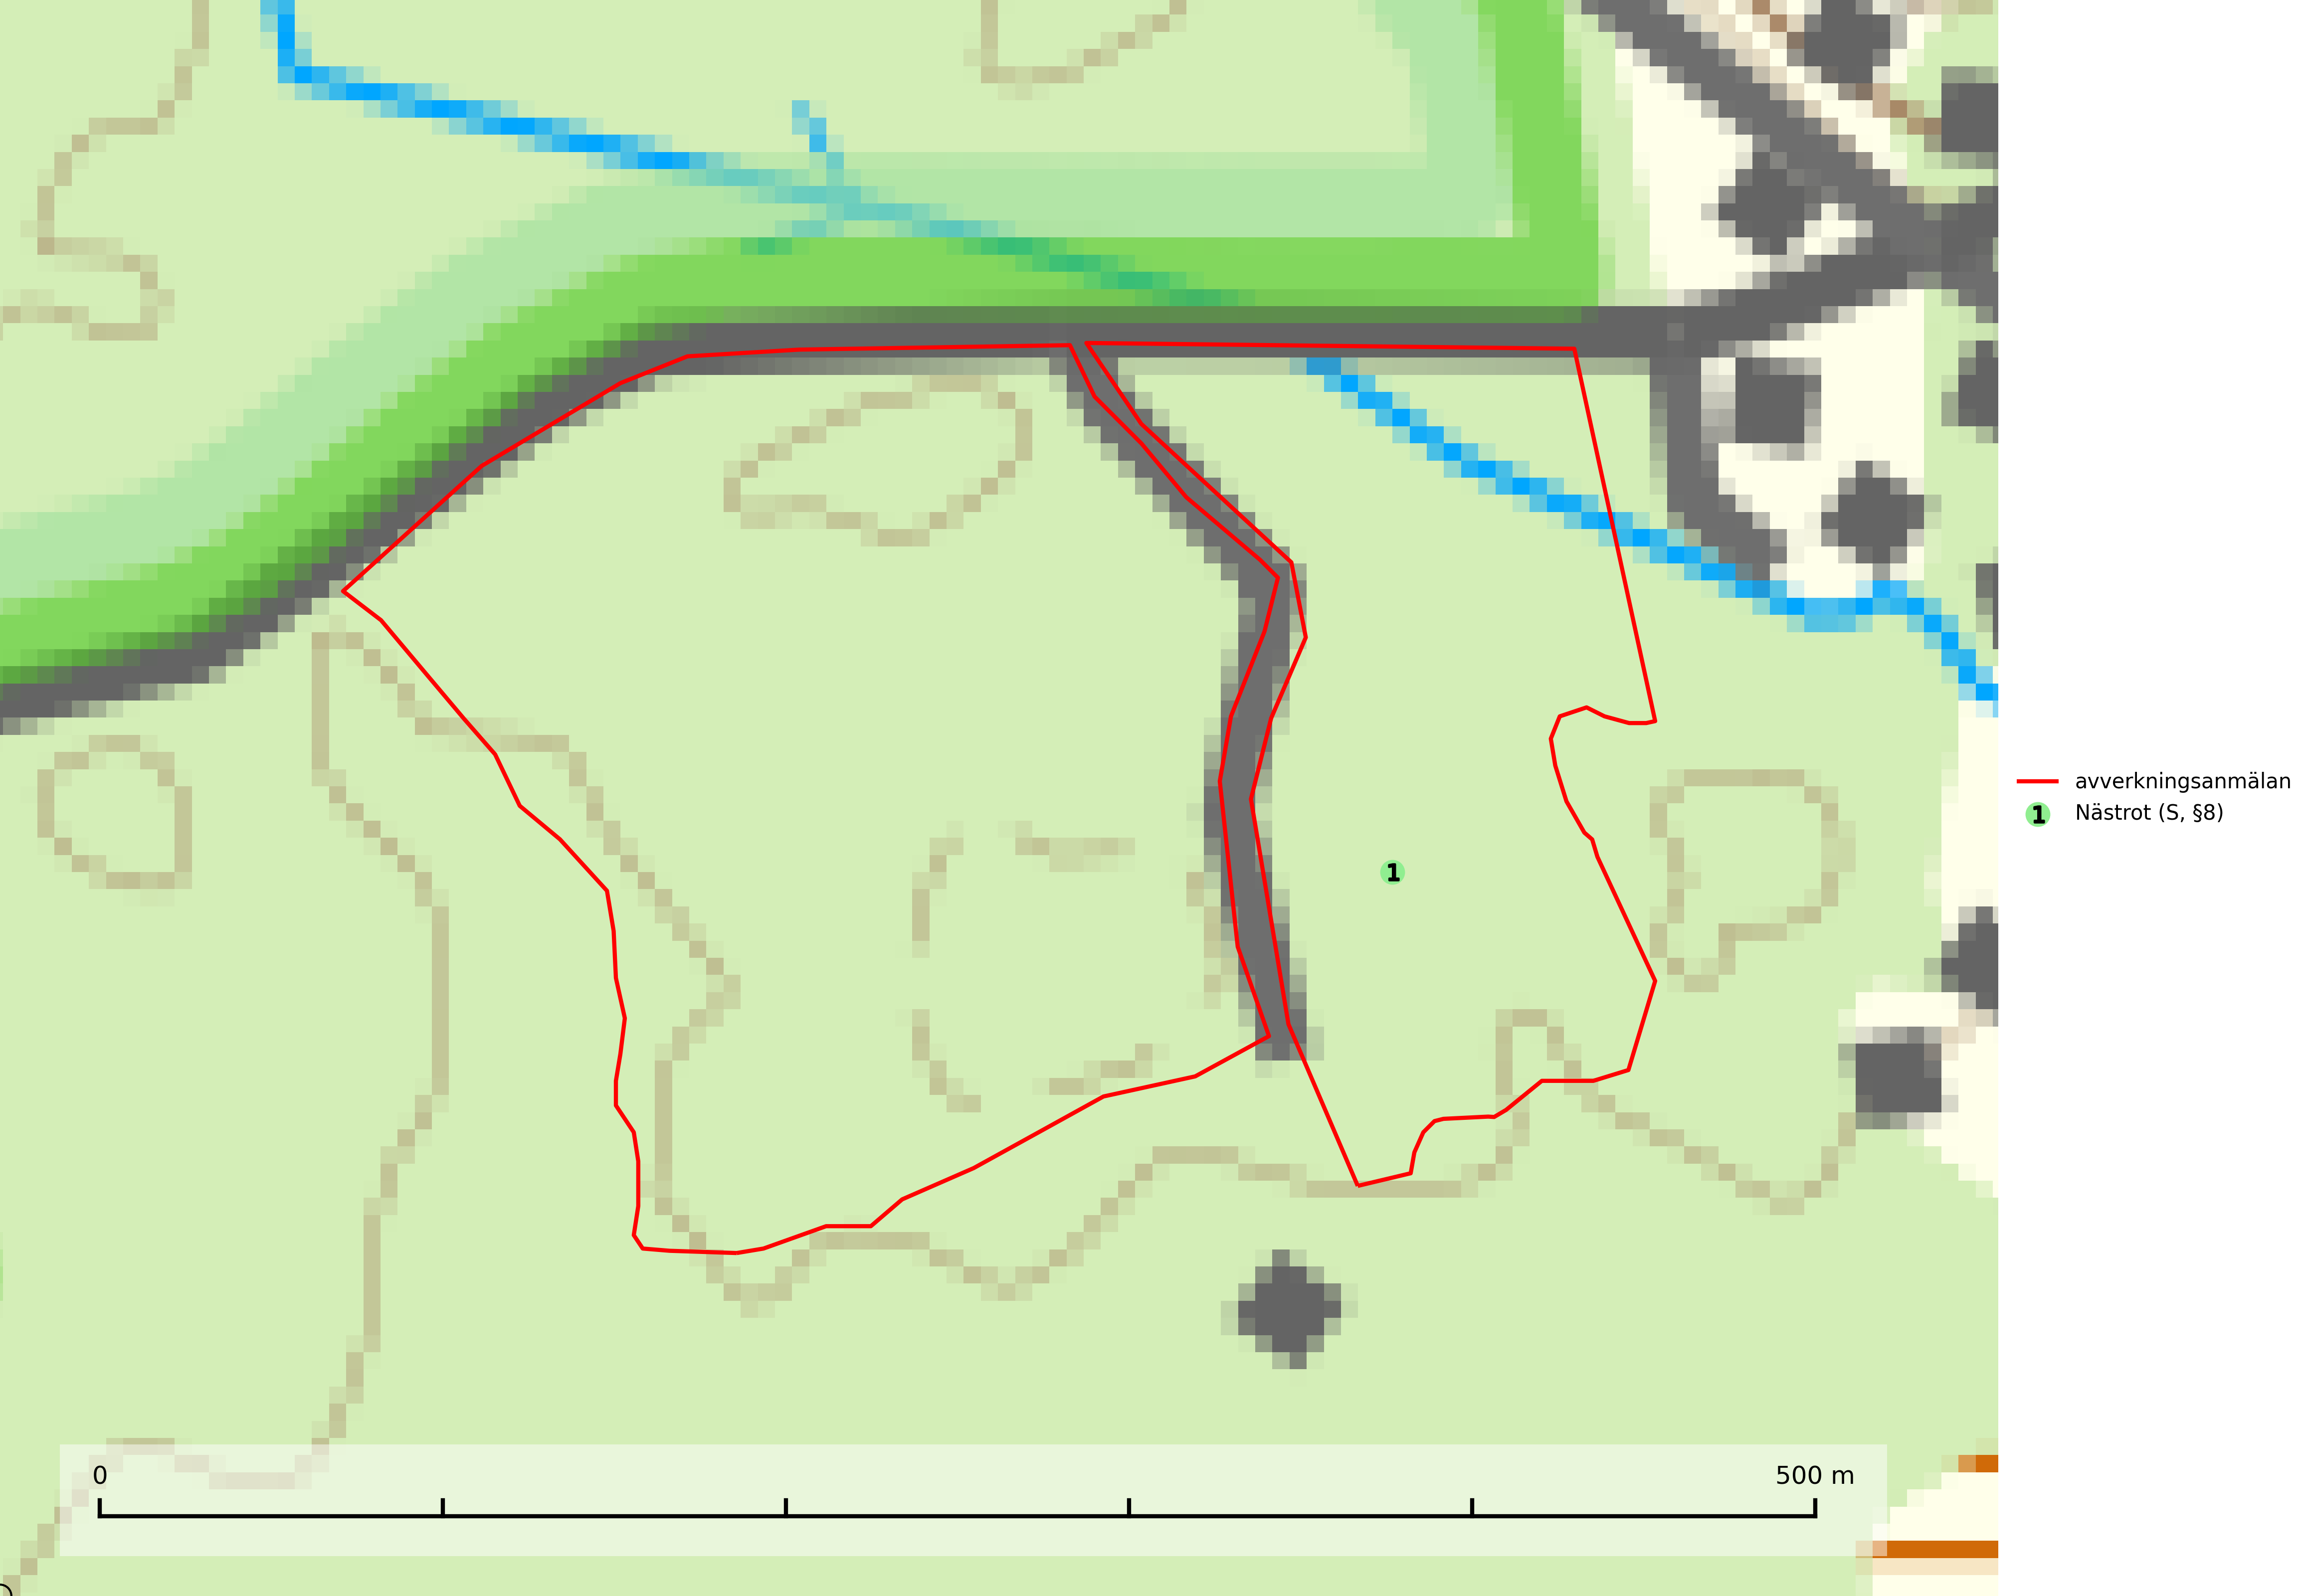 1
avverkningsanmälan
1 Nästrot (S, §8)
0 500 m